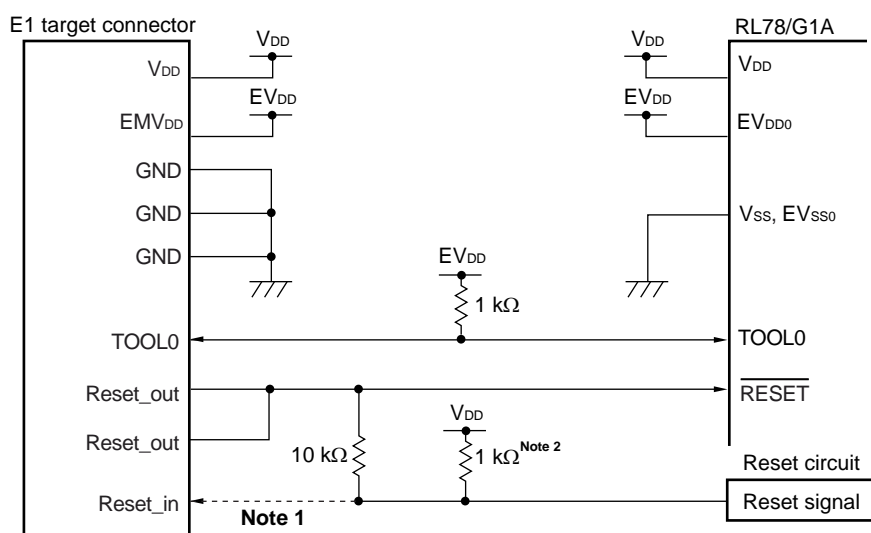 E1 target connector
RL78/G1A
VDD
VDD
VDD
VDD
EVDD
EVDD
EMVDD
EVDD0
GND
GND
VSS, EVSS0
GND
EVDD
1 kΩ
TOOL0
TOOL0
Reset_out
RESET
VDD
Reset_out
10 kΩ
1 kΩNote 2
Reset circuit
Reset_in
Note 1
Reset signal